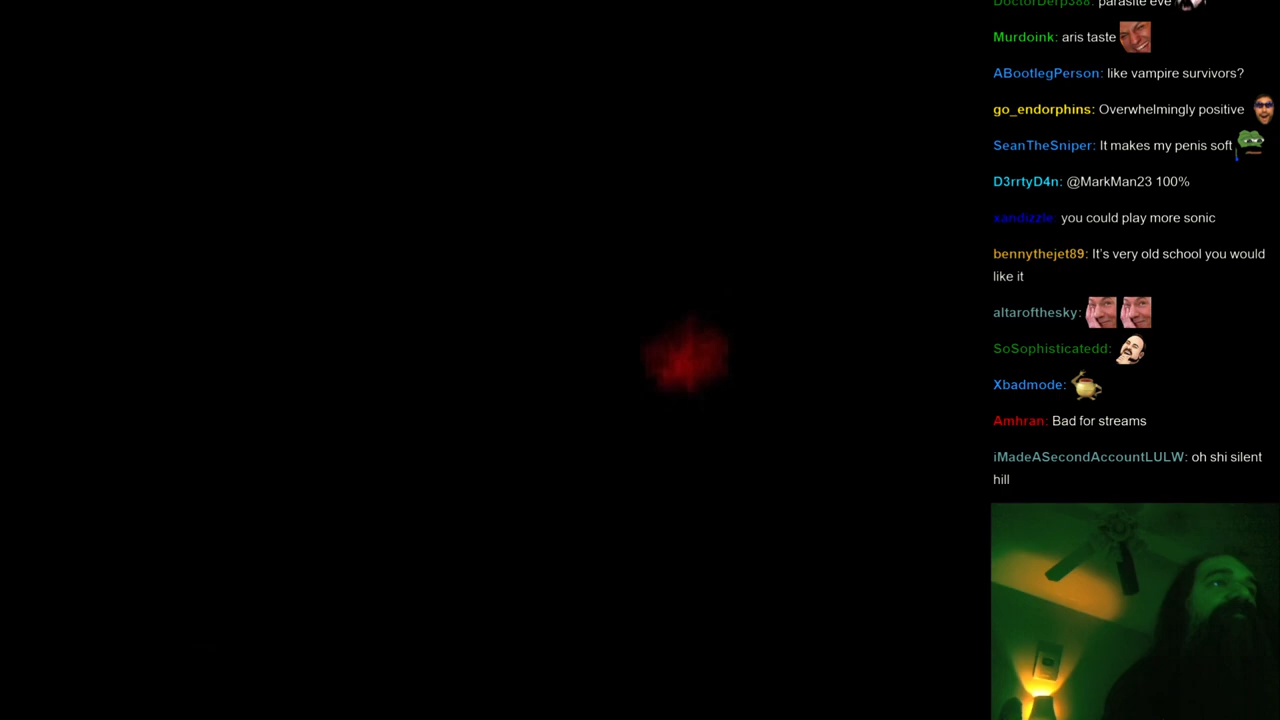 DoctorDerp388: parasite eve
Murdoink: aris taste
ABootlegPerson: like vampire survivors?
go_endorphins: Overwhelmingly positive
SeanTheSniper: It makes my penis soft
D3rrtyD4n: @MarkMan23 100%
xandizzle: you could play more sonic
bennythejet89: It's very old school you would
like it
altarofthesky:
SoSophisticatedd:
Xbadmode:
Amhran: Bad for streams
iMadeASecondAccountLULW: oh shi silent
hill